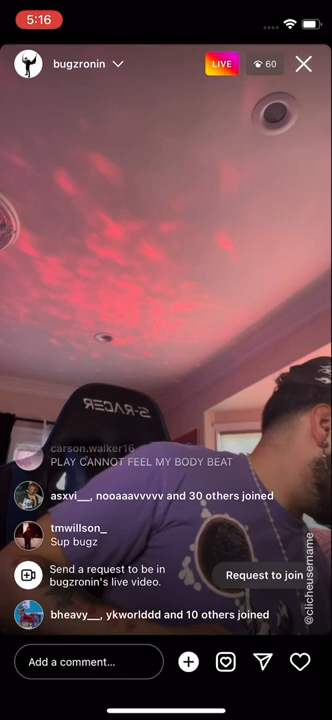 5:16
bugzronin
LIVE
60
S-RACER
carson.walker16
PLAY CANNOT FEEL MY BODY BEAT
asxvi__, nooaaavvvvv and 30 others joined
tmwillson_
Sup bugz
Send a request to be in
bugzronin's live video.
Request to join
@clicheusername
bheavy__, ykworlddd and 10 others joined
Add a comment...